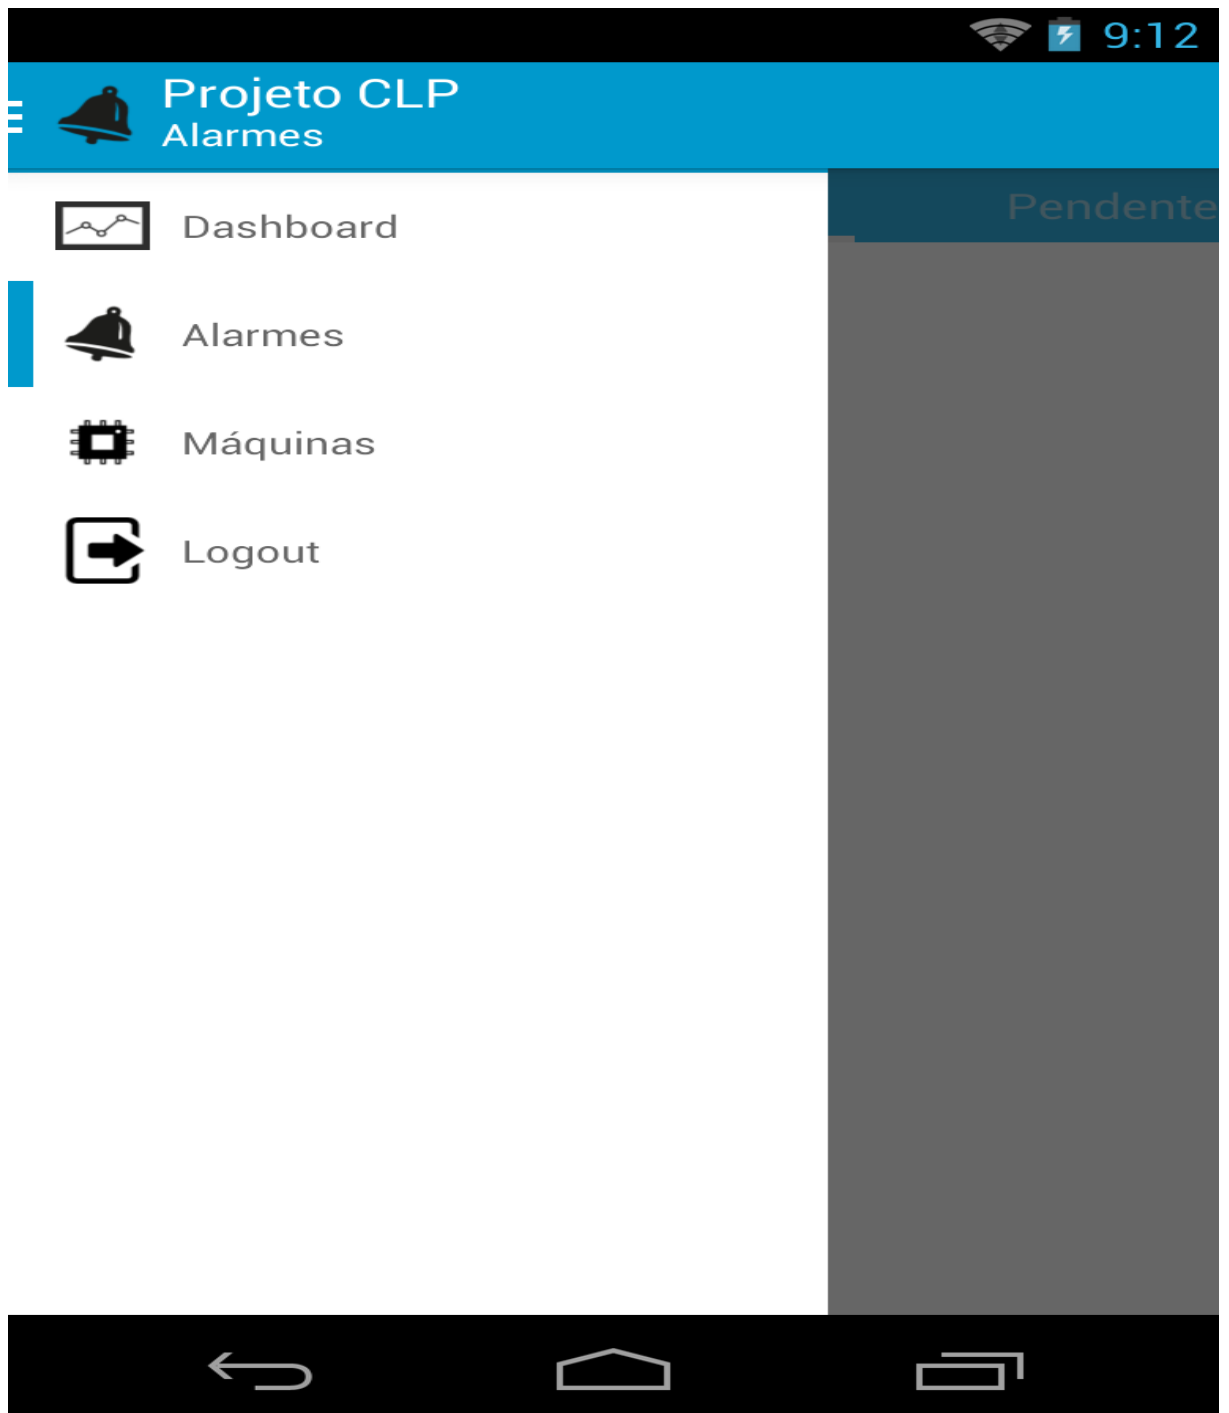 9:12
Projeto CLP
Alarmes
Pendente
Dashboard
Alarmes
Máquinas
Logout